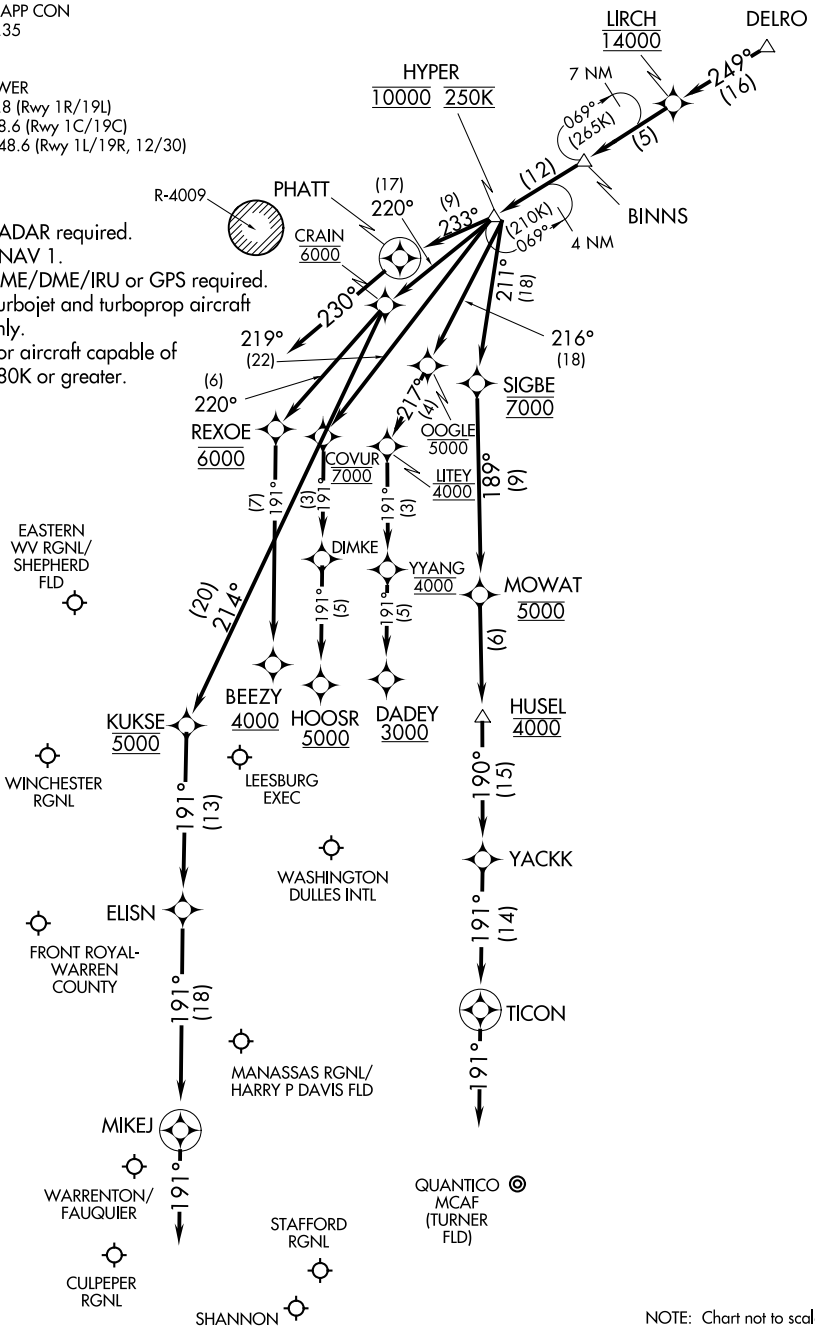 APP CON
.35
WER
.8 (Rwy 1R/19L)
8.6 (Rwy 1C/19C)
48.6 (Rwy 1L/19R, 12/30)
ADAR required.
NAV 1.
ME/DME/IRU or GPS required.
urbojet and turboprop aircraft
nly.
or aircraft capable of
80K or greater.
DELRO
LIRCH
14000
249°
(16)
7 NM
069°
(265K)
(5)
HYPER
10000 250K
(12)
BINNS
(210K)
069°
4 NM
R-4009
PHATT
(9)
233°
(17)
220°
CRAIN
6000
230°
211°
(18)
216°
(18)
219°
(22)
(6)
220°
REXOE
6000
COVUR
7000
217°
(4)
OOGLE
5000
LITEY
4000
SIGBE
7000
189°
(9)
(7)
191°
(3)
191°
191°
(3)
DIMKE
YYANG
4000
191°
(5)
191°
(5)
MOWAT
5000
(6)
EASTERN
WV RGNL/
SHEPHERD
FLD
(20)
214°
BEEZY
4000
HOOSR
5000
DADEY
3000
HUSEL
4000
KUKSE
5000
WINCHESTER
RGNL
LEESBURG
EXEC
191°
(13)
190°
(15)
WASHINGTON
DULLES INTL
YACKK
ELISN
FRONT ROYAL-
WARREN
COUNTY
191°
(14)
191°
(18)
TICON
MANASSAS RGNL/
HARRY P DAVIS FLD
191°
MIKEJ
WARRENTON/
FAUQUIER
191°
QUANTICO
MCAF
(TURNER
FLD)
STAFFORD
RGNL
CULPEPER
RGNL
SHANNON
NOTE: Chart not to scal